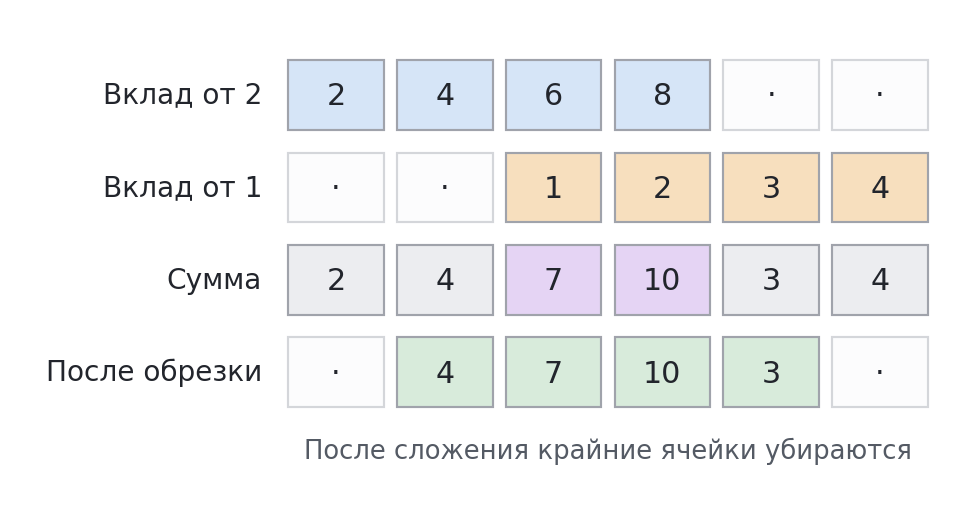 Вклад от 2 2 4 6 8 · ·
Вклад от 1 · · 1 2 3 4
Сумма 2 4 7 10 3 4
После обрезки · 4 7 10 3 ·
После сложения крайние ячейки убираются